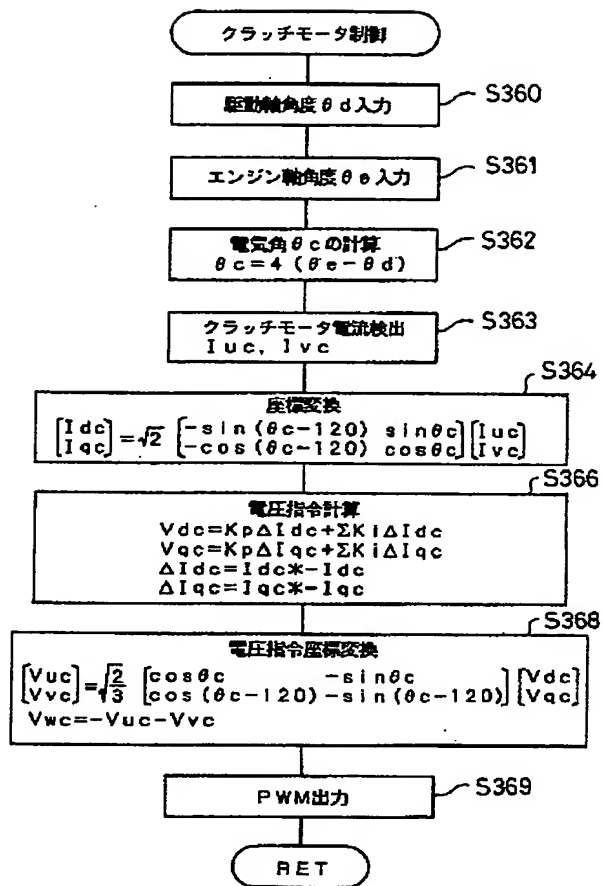 クラッチモータ制御
駆動軸角度θd入力
S360
エンジン軸角度θe入力
S361
電気角θcの計算
θc=4(θe-θd)
S362
クラッチモータ電流検出
Iuc, Ivc
S363
S364
座標変換
[Idc] =√2 [-sin(θc-120) sinθc] [Iuc]
[Iqc] [-cos(θc-120) cosθc] [Ivc]
S366
電圧指令計算
Vdc=KpΔIdc+ΣKiΔIdc
Vqc=KpΔIqc+ΣKiΔIqc
ΔIdc=Idc*-Idc
ΔIqc=Iqc*-Iqc
S368
電圧指令座標変換
[Vuc] =√2/3 [cosθc -sinθc] [Vdc]
[Vvc] [cos(θc-120) -sin(θc-120)] [Vqc]
Vwc=-Vuc-Vvc
PWM出力
S369
RET